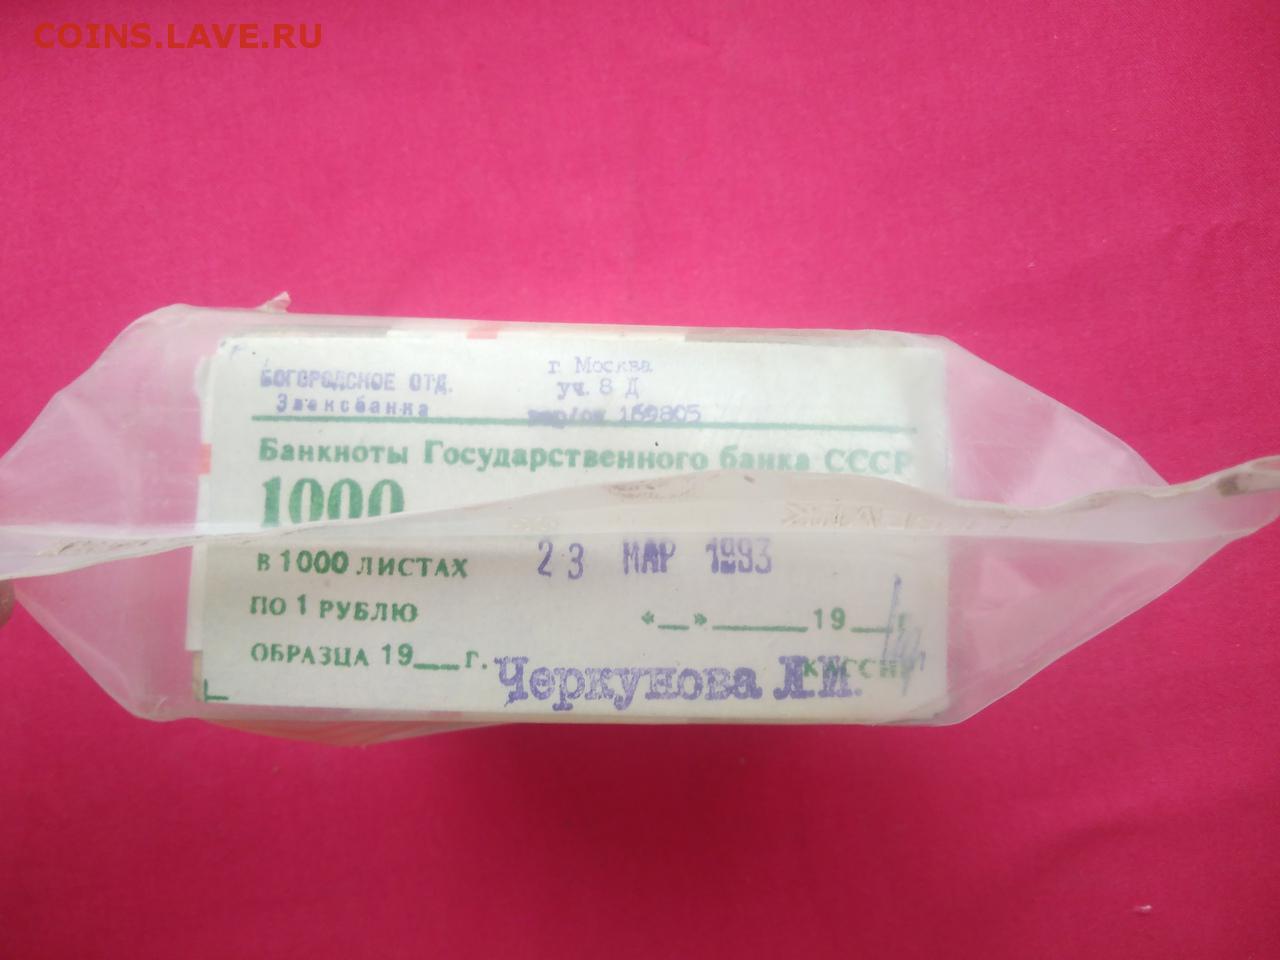 COINS.LAVE.RU
БОГОРОДСКОЕ ОТД.
г Москва
уч. 8 Д
Банкноты Государственного банка СССР
1000
в 1000 листах
23 МАР 1993
по 1 рублю
«__»______19__г.
образца 19__г.
Черкунова Л.И.